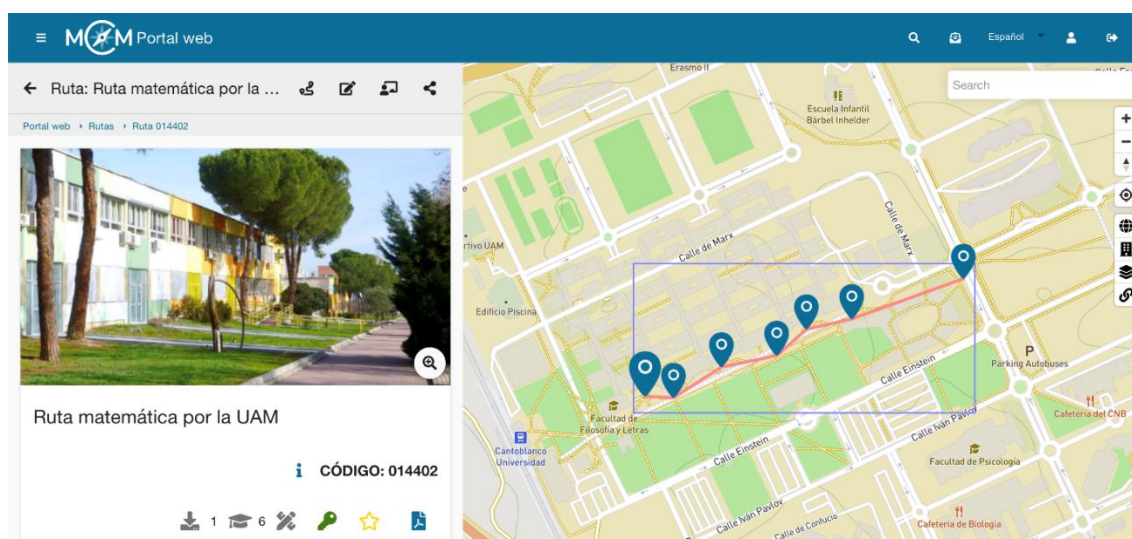 MCM Portal web
Español
Ruta: Ruta matemática por la ...
Portal web › Rutas › Ruta 014402
Ruta matemática por la UAM
CÓDIGO: 014402
1
6
Search
Erasmo II
Escuela Infantil
Bärbel Inhelder
Calle de Marx
Calle de Marx
rtivo UAM
Edificio Piscina
P
Parking Autobuses
Calle Einstein
Facultad de
Filosofía y Letras
Cantoblanco
Universidad
Cafetería del CNB
Calle Iván Pavlov
Calle Einstein
Facultad de Psicología
Calle Iván Pavlov
Calle de Confucio
Cafetería de Biología